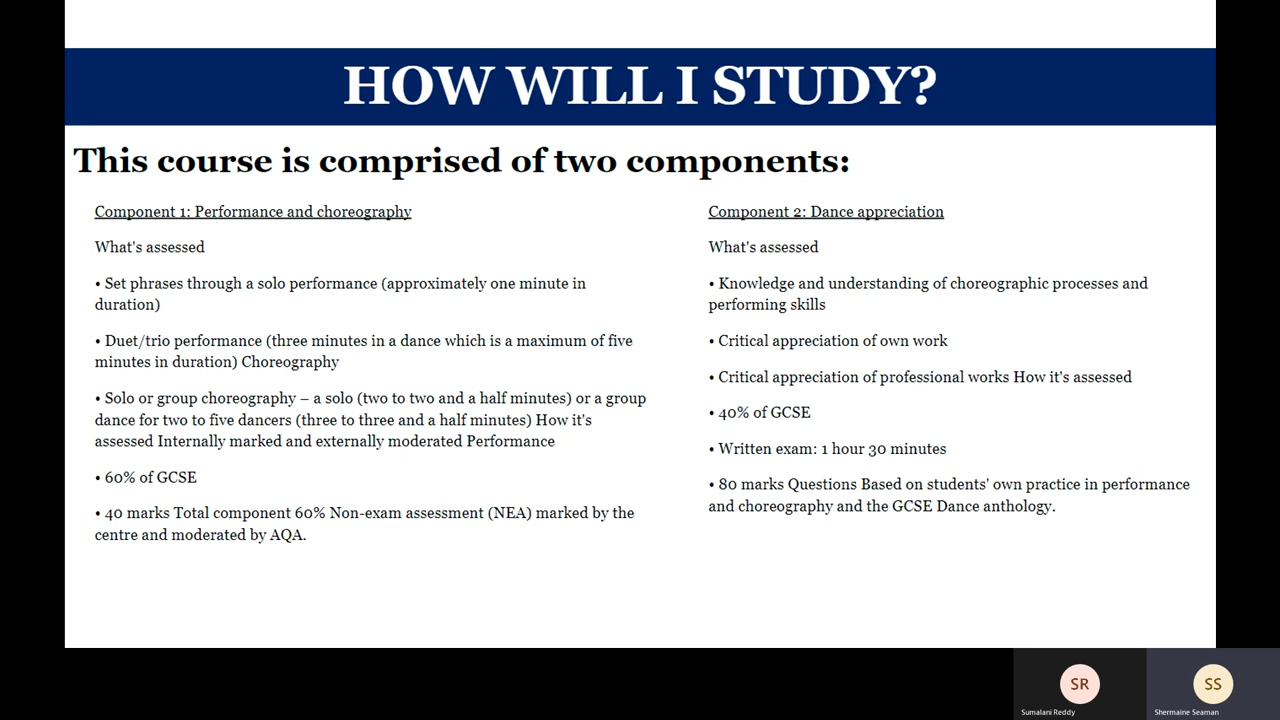 HOW WILL I STUDY?
This course is comprised of two components:
Component 1: Performance and choreography
What's assessed
• Set phrases through a solo performance (approximately one minute in
duration)
• Duet/trio performance (three minutes in a dance which is a maximum of five
minutes in duration) Choreography
• Solo or group choreography – a solo (two to two and a half minutes) or a group
dance for two to five dancers (three to three and a half minutes) How it's
assessed Internally marked and externally moderated Performance
• 60% of GCSE
• 40 marks Total component 60% Non-exam assessment (NEA) marked by the
centre and moderated by AQA.
Component 2: Dance appreciation
What's assessed
• Knowledge and understanding of choreographic processes and
performing skills
• Critical appreciation of own work
• Critical appreciation of professional works How it's assessed
• 40% of GCSE
• Written exam: 1 hour 30 minutes
• 80 marks Questions Based on students' own practice in performance
and choreography and the GCSE Dance anthology.
SR
Sumalani Reddy
SS
Shermaine Seaman